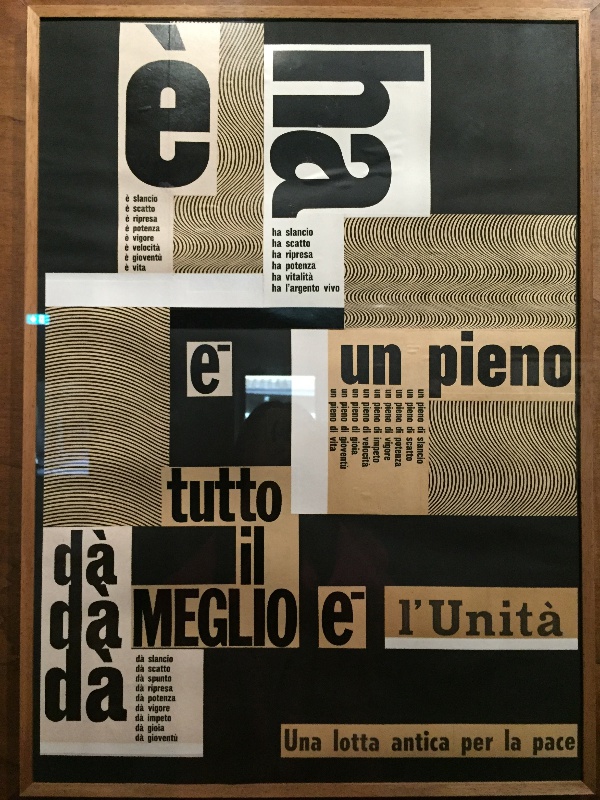 è
è slancio
è scatto
è ripresa
è potenza
è vigore
è velocità
è gioventù
è vita
ha
ha slancio
ha scatto
ha ripresa
ha potenza
ha vitalità
ha l'argento vivo
e-
un pieno
un pieno di slancio
un pieno di scatto
un pieno di potenza
un pieno di vigore
un pieno di impeto
un pieno di velocità
un pieno di gioia
un pieno di gioventù
un pieno di vita
tutto
il
MEGLIO
dà
dà
dà
dà slancio
dà scatto
dà spunto
dà ripresa
dà potenza
dà vigore
dà impeto
dà gioia
dà gioventù
e-
l'Unità
Una lotta antica per la pace